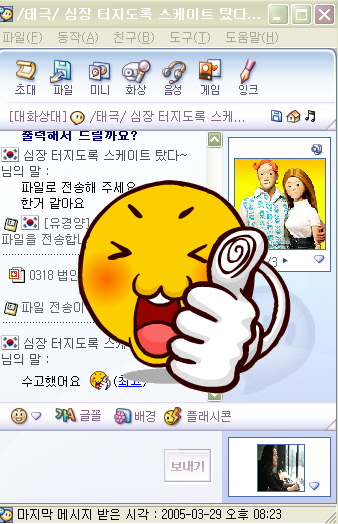 /태극/ 심장 터지도록 스케이트 탔다...
파일(F) 동작(A) 친구(B) 도구(T) 도움말(H)
초대 파일 미니 화상 음성 게임 잉크
[대화상대] /태극/ 심장 터지도록 스케...
출력해서 드릴까요?
심장 터지도록 스케이트 탔다~
님의 말 :
파일로 전송해 주세요
한거 같아요
[유경양]
파일을 전송합
/3
0318 법인
파일 전송이
심장 터지도록 스케
님의 말 :
수고했어요 (최고)
글꼴 배경 플래시콘
보내기
마지막 메시지 받은 시각 : 2005-03-29 오후 08:23